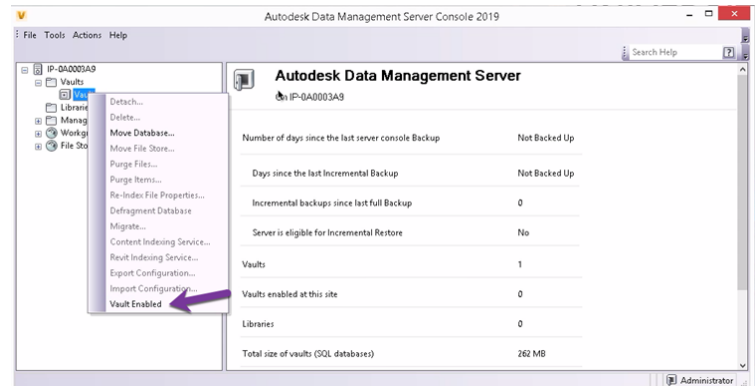 Autodesk Data Management Server Console 2019
File Tools Actions Help
Search Help
IP-0A0003A9
Vaults
Librarie
Manag
Workgr
File Sto
Detach...
Delete...
Move Database...
Move File Store...
Purge Files...
Purge Items...
Re-Index File Properties...
Defragment Database
Migrate...
Content Indexing Service...
Revit Indexing Service...
Export Configuration...
Import Configuration...
Vault Enabled
Autodesk Data Management Server
On IP-0A0003A9
Number of days since the last server console Backup Not Backed Up
Days since the last Incremental Backup Not Backed Up
Incremental backups since last full Backup 0
Server is eligible for Incremental Restore No
Vaults 1
Vaults enabled at this site 0
Libraries 0
Total size of vaults (SQL databases) 262 MB
Administrator